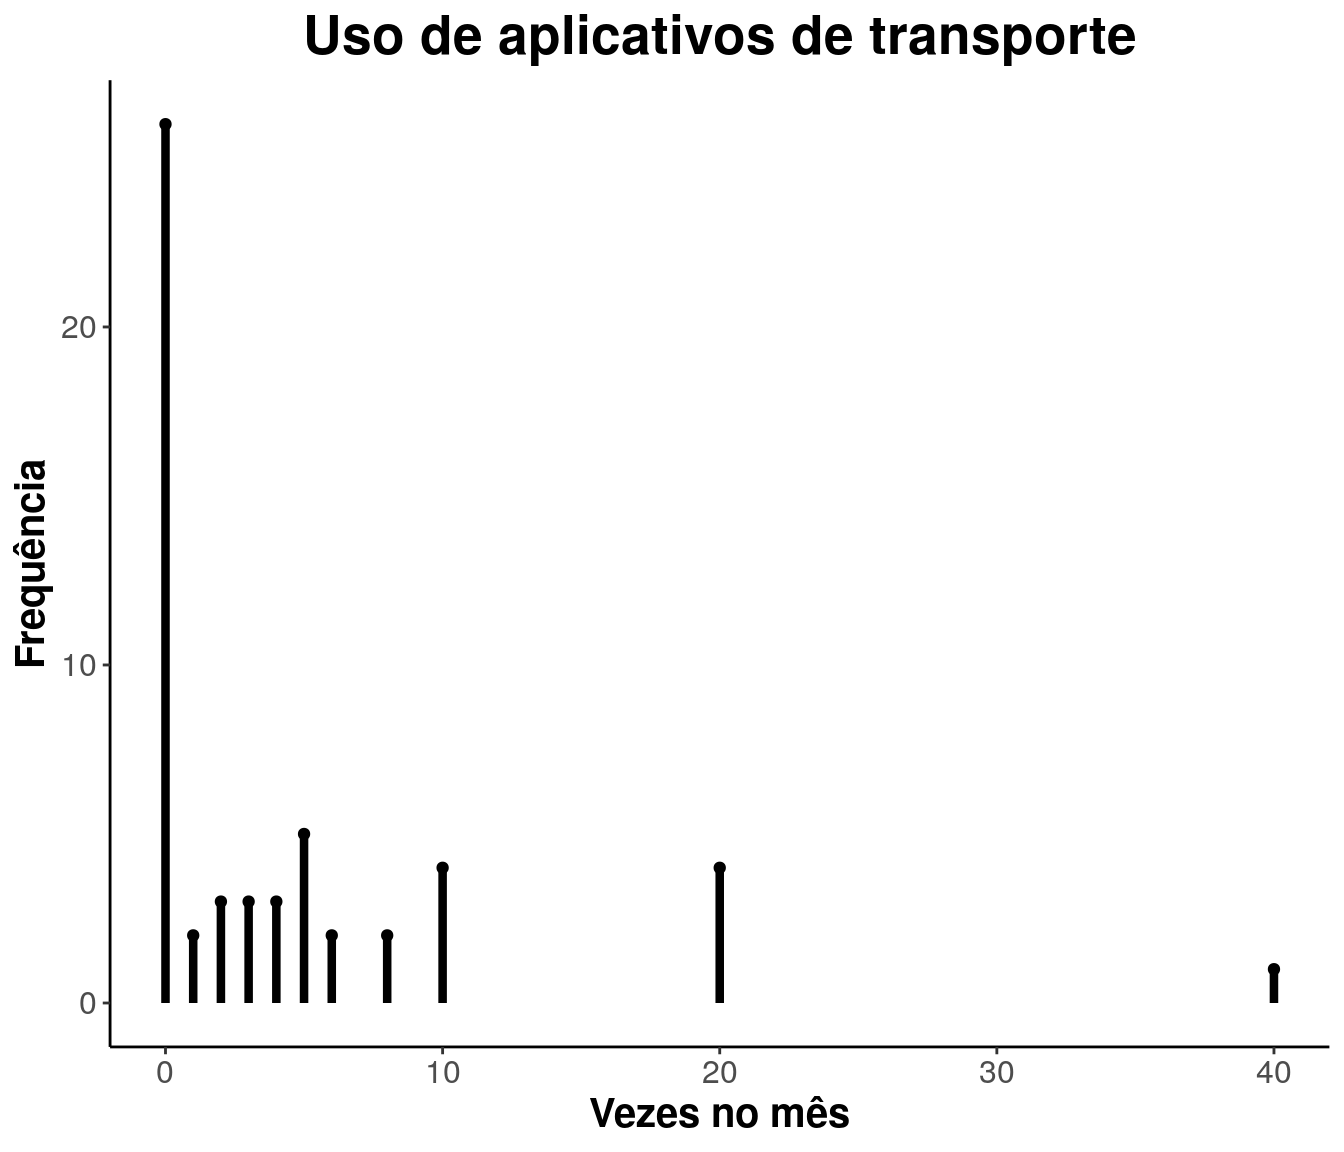 Uso de aplicativos de transporte
Frequência
20
10
0
0 10 20 30 40
Vezes no mês